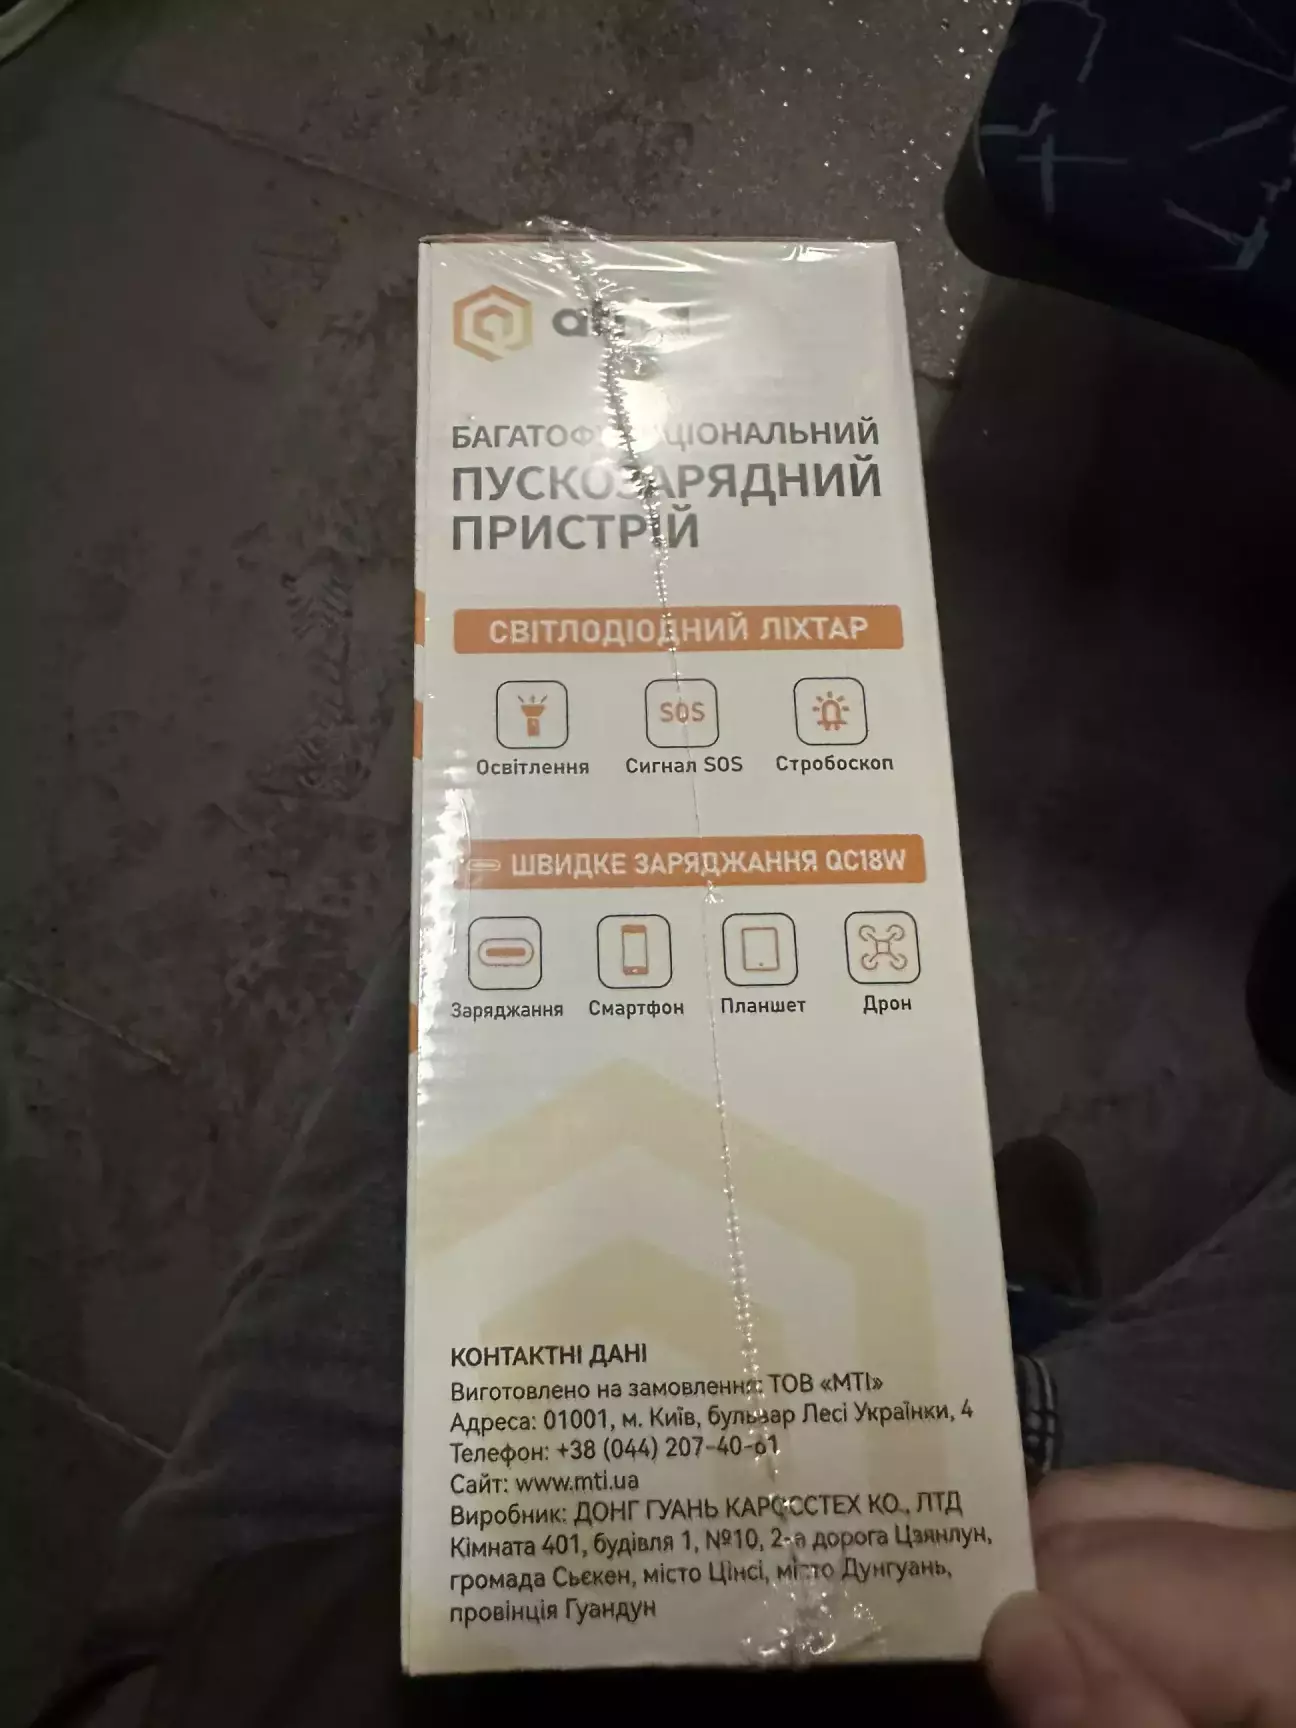 ПРИСТРІЙ
СВІТЛОДІОДНИЙ ЛІХТАР
SOS
Освітлення Сигнал SOS Стробоскоп
ШВИДКЕ ЗАРЯДЖАННЯ QC18W
Заряджання Смартфон Планшет Дрон
КОНТАКТНІ ДАНІ
Виготовлено на замовлення: ТОВ «МТІ»
Адреса: 01001, м. Київ, бульвар Лесі Українки, 4
Телефон: +38 (044) 207-40-61
Сайт: www.mti.ua
Виробник: ДОНГ ГУАНЬ КАРОССТЕХ КО., ЛТД
Кімната 401, будівля 1, №10, 2-а дорога Цзянлун,
громада Сьєкен, місто Цінсі, місто Дунгуань,
провінція Гуандун